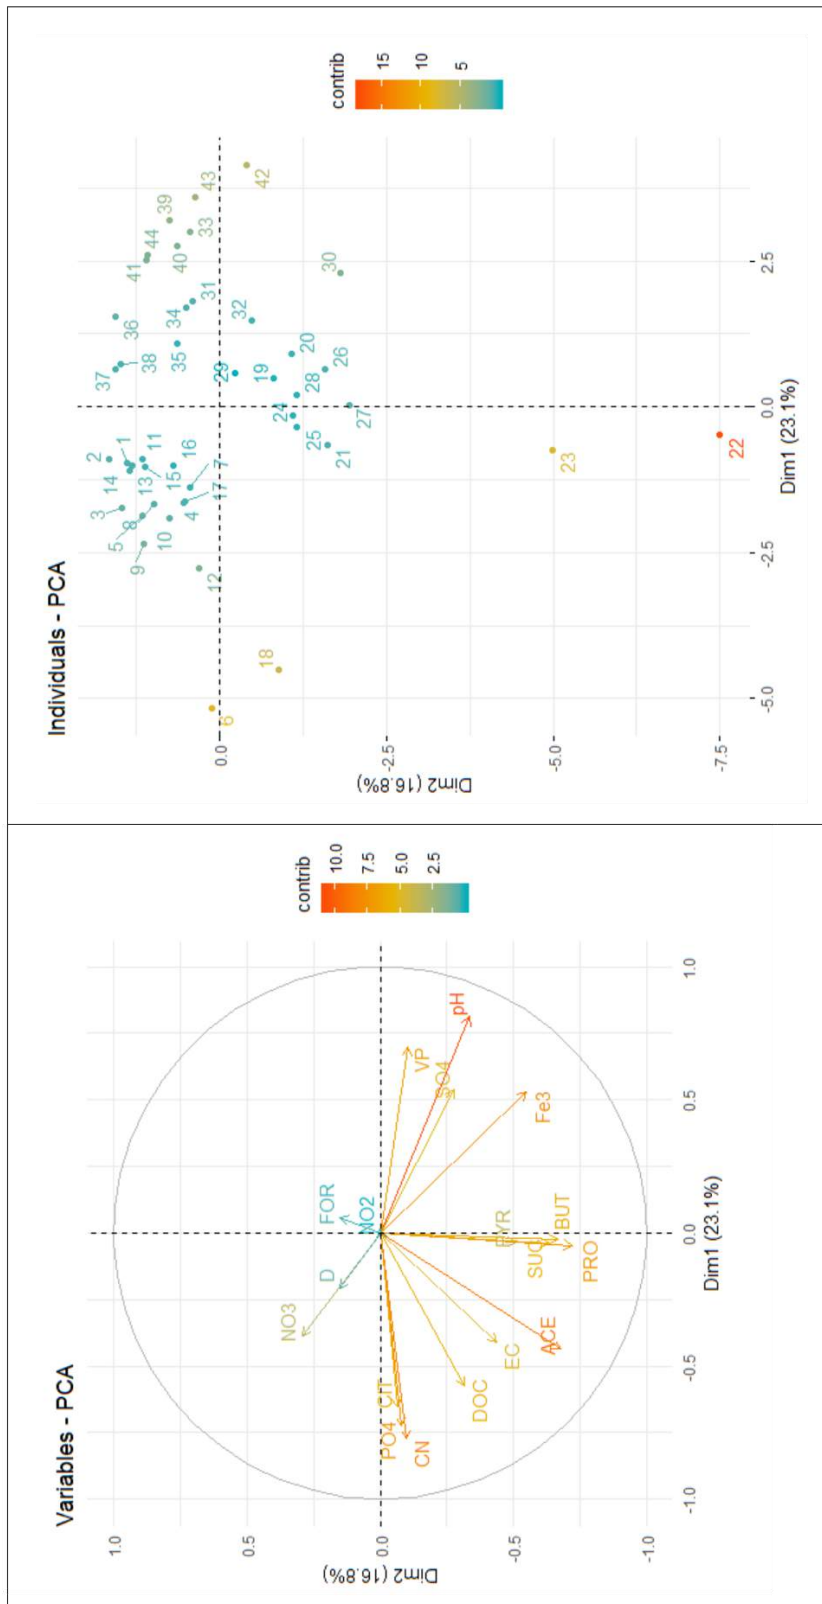 Variables - PCA
1.0
0.5
0.0
-0.5
-1.0
Dim2 (16.8%)
NO3
D
FOR
NO2
CIT
PO4
CN
VP
SO4
pH
DOC
EC
ACE
Fe3
PYR
SUC
BUT
PRO
-1.0
-0.5
0.0
0.5
1.0
Dim1 (23.1%)
contrib
10.0
7.5
5.0
2.5
Individuals - PCA
0.0
-2.5
-5.0
-7.5
Dim2 (16.8%)
2
1
14
3
11
13
5
8
15
16
9
10
4
17
7
12
6
18
37
38
36
35
34
31
29
19
32
20
24
28
26
25
21
27
30
41
44
39
43
40
33
42
23
22
-5.0
-2.5
0.0
2.5
Dim1 (23.1%)
contrib
15
10
5